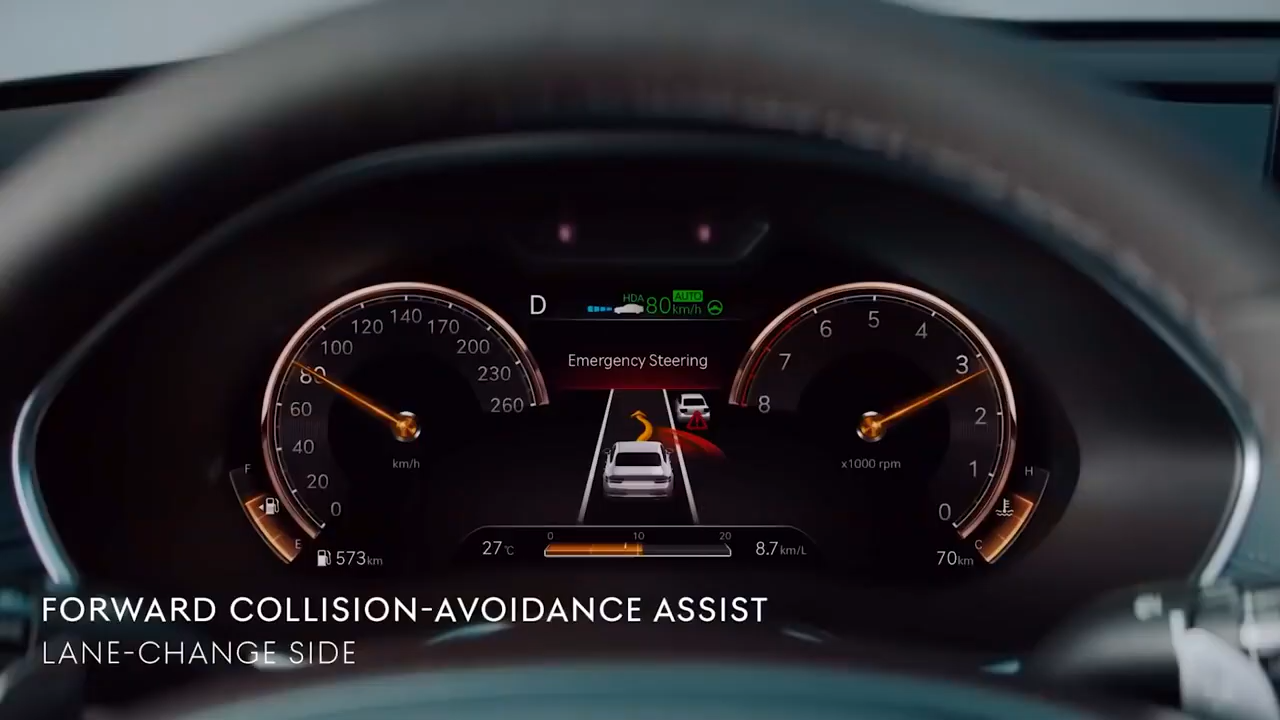 D
HDA 80 km/h AUTO
Emergency Steering
0 20 40 60 80 100 120 140 170 200 230 260
km/h
8 7 6 5 4 3 2 1 0
x1000 rpm
F
E
H
C
573km
27℃
0 10 20
8.7km/L
70km
FORWARD COLLISION-AVOIDANCE ASSIST
LANE-CHANGE SIDE